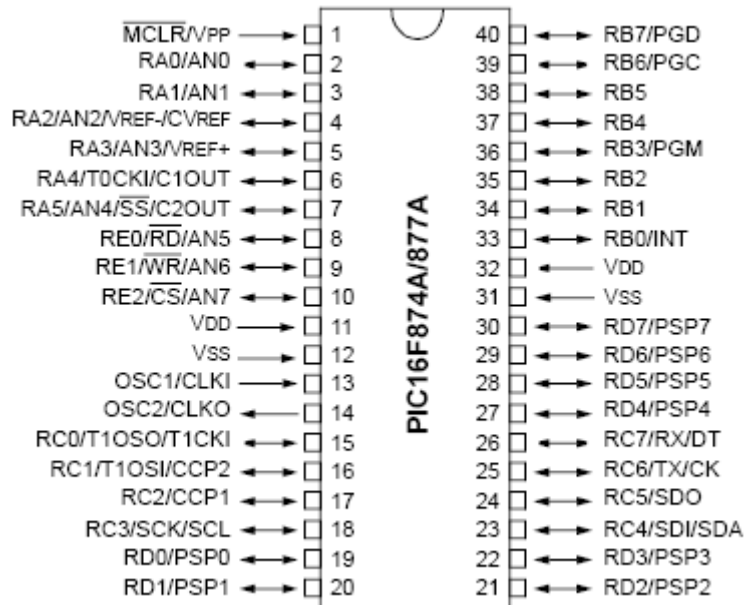 MCLR/VPP 1 40 RB7/PGD
RA0/AN0 2 39 RB6/PGC
RA1/AN1 3 38 RB5
RA2/AN2/VREF-/CVREF 4 37 RB4
RA3/AN3/VREF+ 5 36 RB3/PGM
RA4/T0CKI/C1OUT 6 35 RB2
RA5/AN4/SS/C2OUT 7 34 RB1
RE0/RD/AN5 8 33 RB0/INT
RE1/WR/AN6 9 32 VDD
RE2/CS/AN7 10 31 VSS
VDD 11 30 RD7/PSP7
VSS 12 29 RD6/PSP6
OSC1/CLKI 13 28 RD5/PSP5
OSC2/CLKO 14 27 RD4/PSP4
RC0/T1OSO/T1CKI 15 26 RC7/RX/DT
RC1/T1OSI/CCP2 16 25 RC6/TX/CK
RC2/CCP1 17 24 RC5/SDO
RC3/SCK/SCL 18 23 RC4/SDI/SDA
RD0/PSP0 19 22 RD3/PSP3
RD1/PSP1 20 21 RD2/PSP2
PIC16F874A/877A